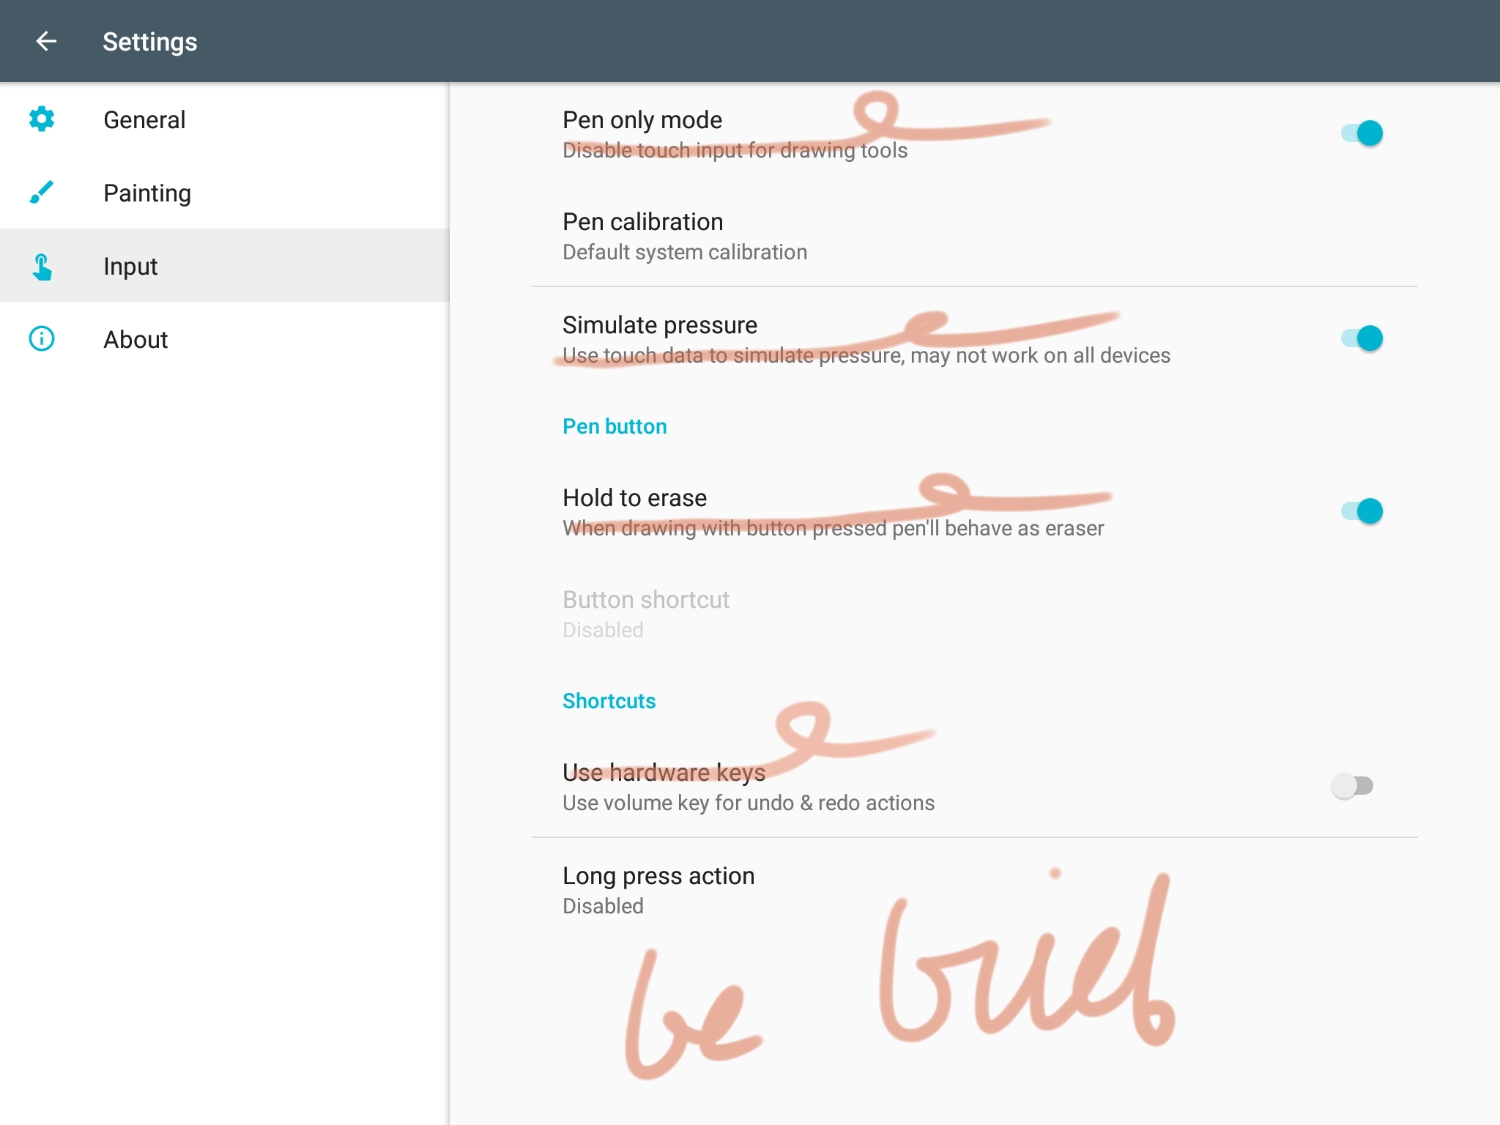 Settings
General
Painting
Input
About
Pen only mode
Disable touch input for drawing tools
Pen calibration
Default system calibration
Simulate pressure
Use touch data to simulate pressure, may not work on all devices
Pen button
Hold to erase
When drawing with button pressed pen'll behave as eraser
Button shortcut
Disabled
Shortcuts
Use hardware keys
Use volume key for undo & redo actions
Long press action
Disabled
be brief